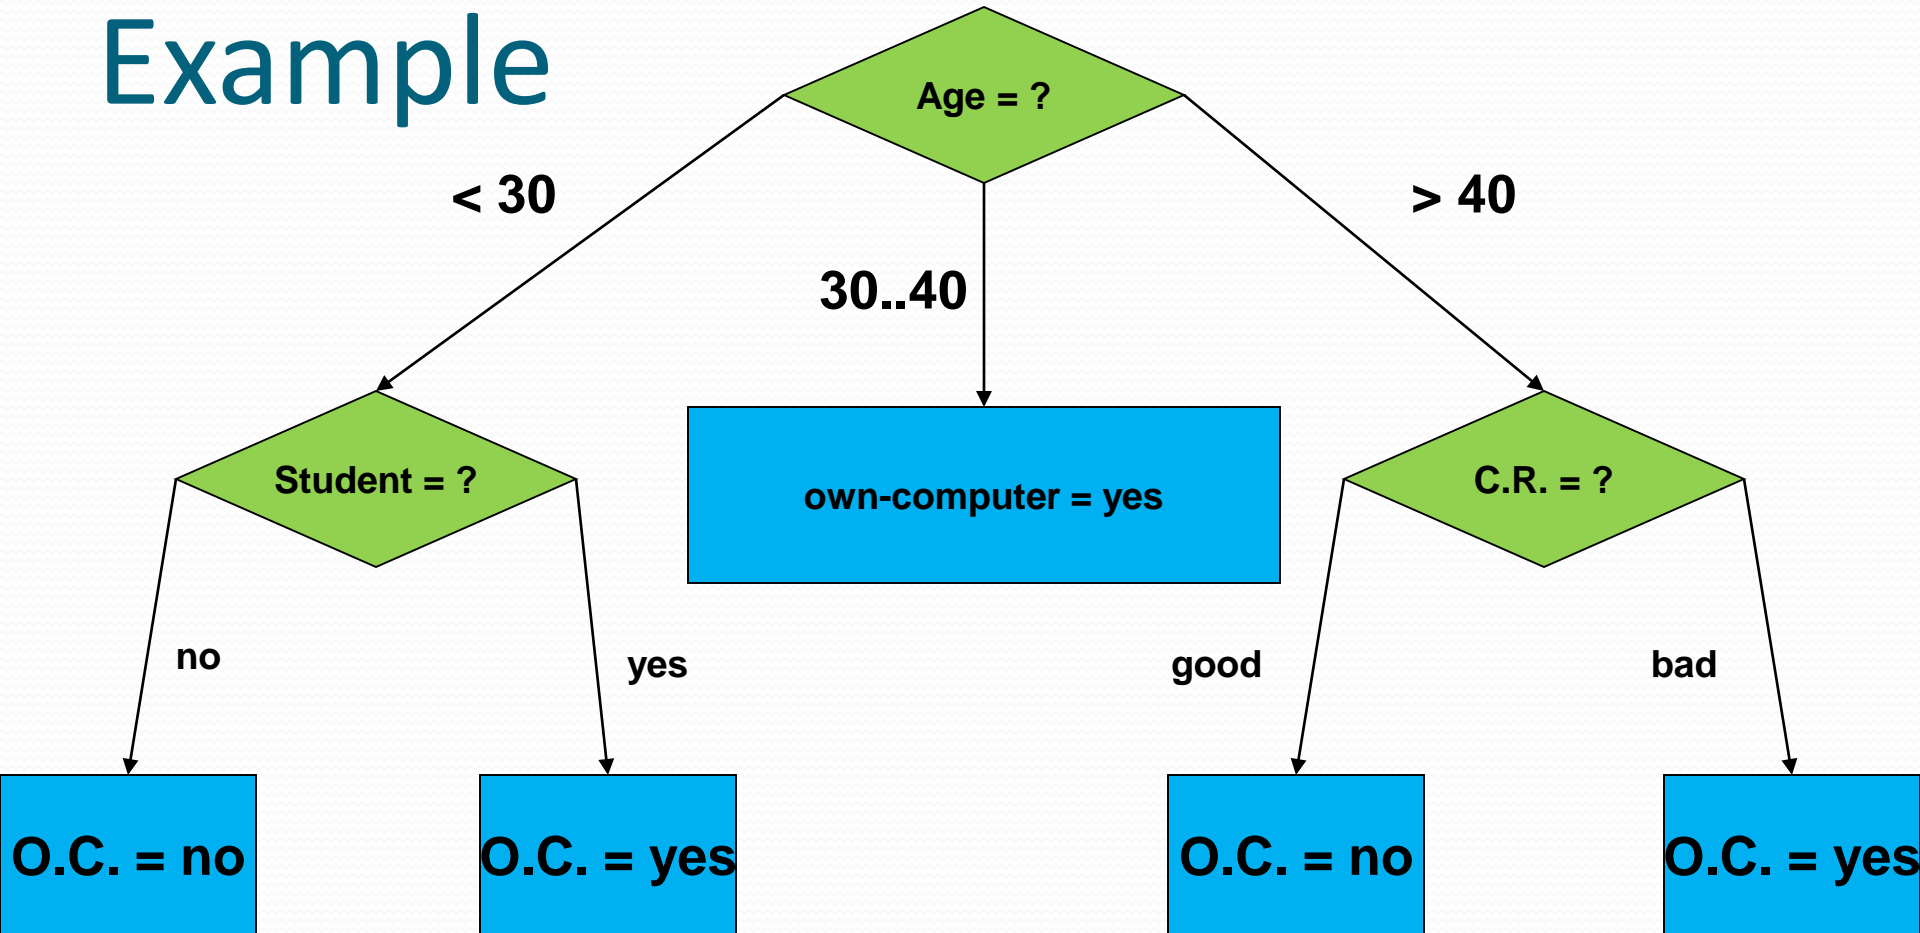 Example
Age = ?
< 30
> 40
30..40
Student = ?
own-computer = yes
C.R. = ?
no
yes
good
bad
O.C. = no
O.C. = yes
O.C. = no
O.C. = yes